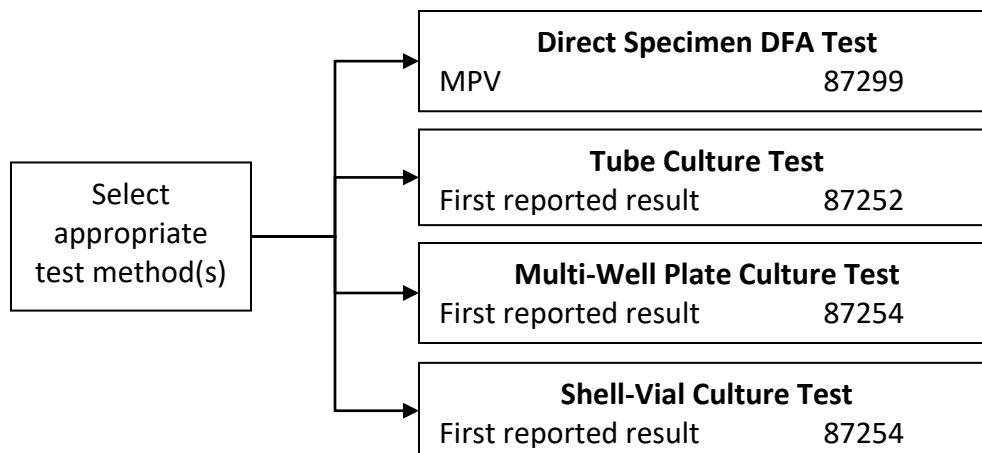 Direct Specimen DFA Test
MPV 87299
Tube Culture Test
First reported result 87252
Select
appropriate
test method(s)
Multi-Well Plate Culture Test
First reported result 87254
Shell-Vial Culture Test
First reported result 87254